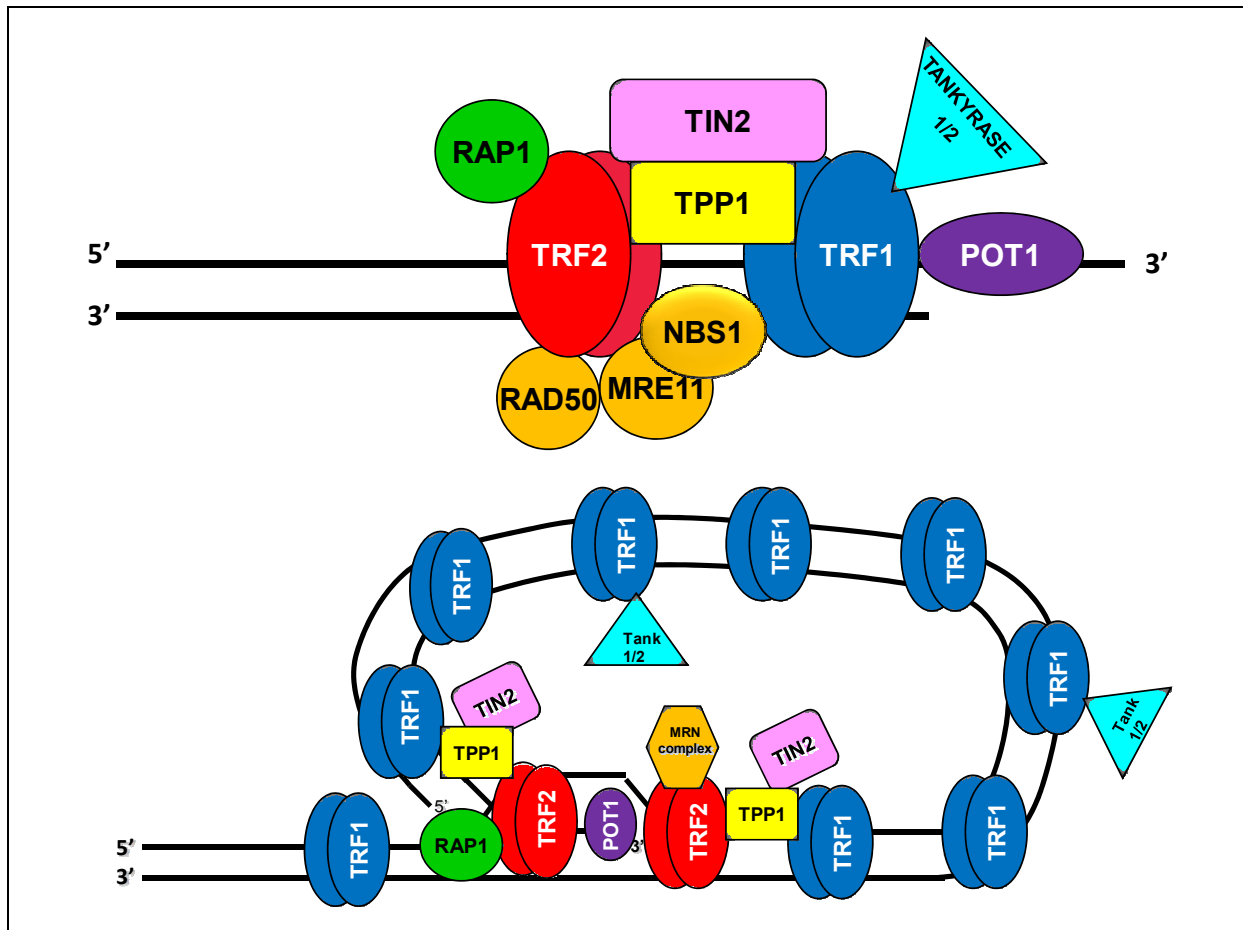 TANKYRASE
1/2
TIN2
RAP1
TPP1
5’
TRF2
TRF1
POT1
3’
3’
NBS1
RAD50
MRE11
TRF1
TRF1
TRF1
TRF1
Tank
1/2
TRF1
TRF1
Tank
1/2
TIN2
TPP1
MRN
complex
TIN2
5’
TRF2
POT1
3’
TRF2
TPP1
TRF1
TRF1
5’
TRF1
RAP1
3’